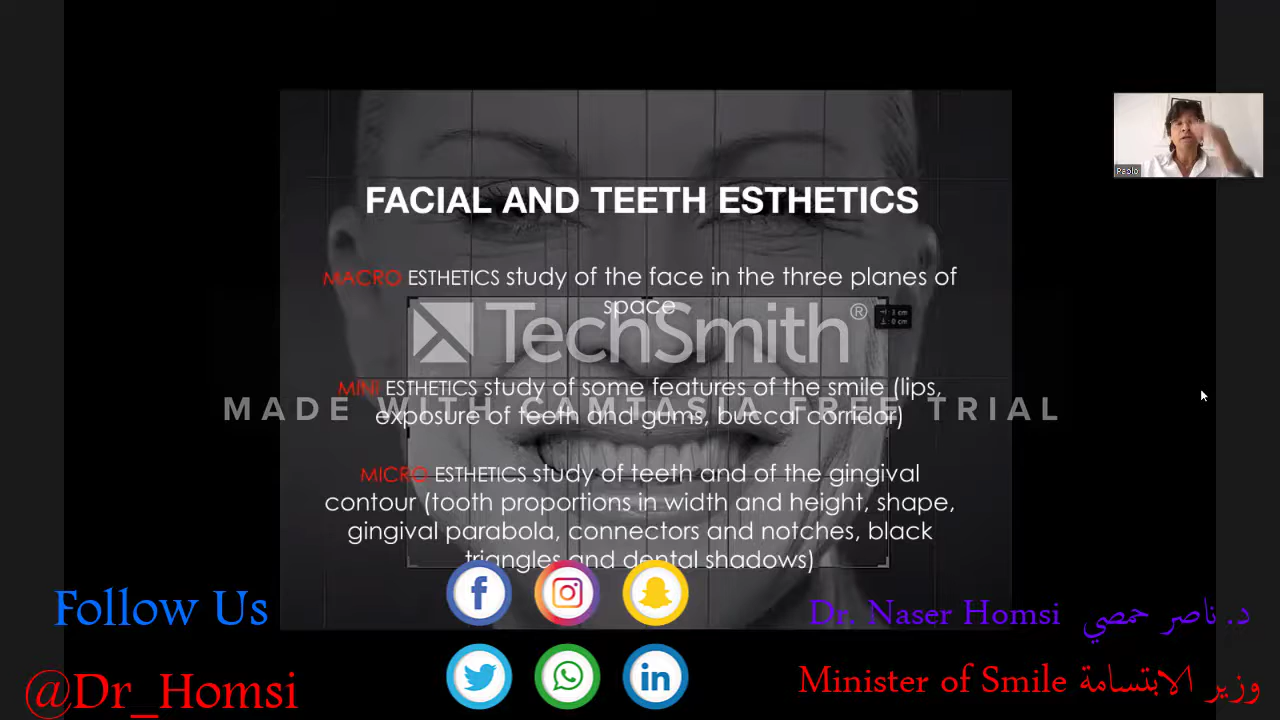 Paolo
FACIAL AND TEETH ESTHETICS
MACRO ESTHETICS study of the face in the three planes of
space
TechSmith®
MINI ESTHETICS study of some features of the smile (lips,
MADE WITH CAMTASIA FREE TRIAL
exposure of teeth and gums, buccal corridor)
MICRO ESTHETICS study of teeth and of the gingival
contour (tooth proportions in width and height, shape,
gingival parabola, connectors and notches, black
triangles and dental shadows)
Follow Us
Dr. Naser Homsi د. ناصر حمصي
@Dr_Homsi
Minister of Smile وزير الابتسامة